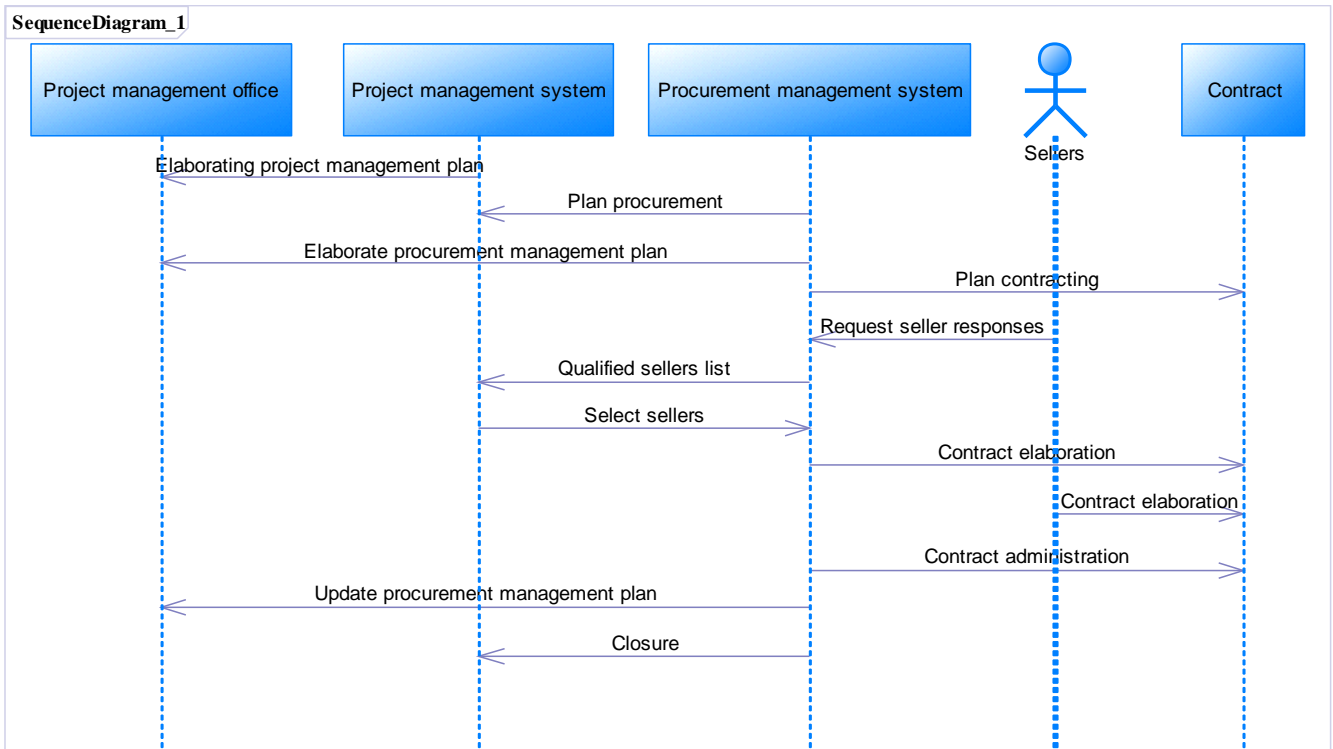 SequenceDiagram_1
Project management office
Project management system
Procurement management system
Sellers
Contract
Elaborating project management plan
Plan procurement
Elaborate procurement management plan
Plan contracting
Request seller responses
Qualified sellers list
Select sellers
Contract elaboration
Contract elaboration
Contract administration
Update procurement management plan
Closure